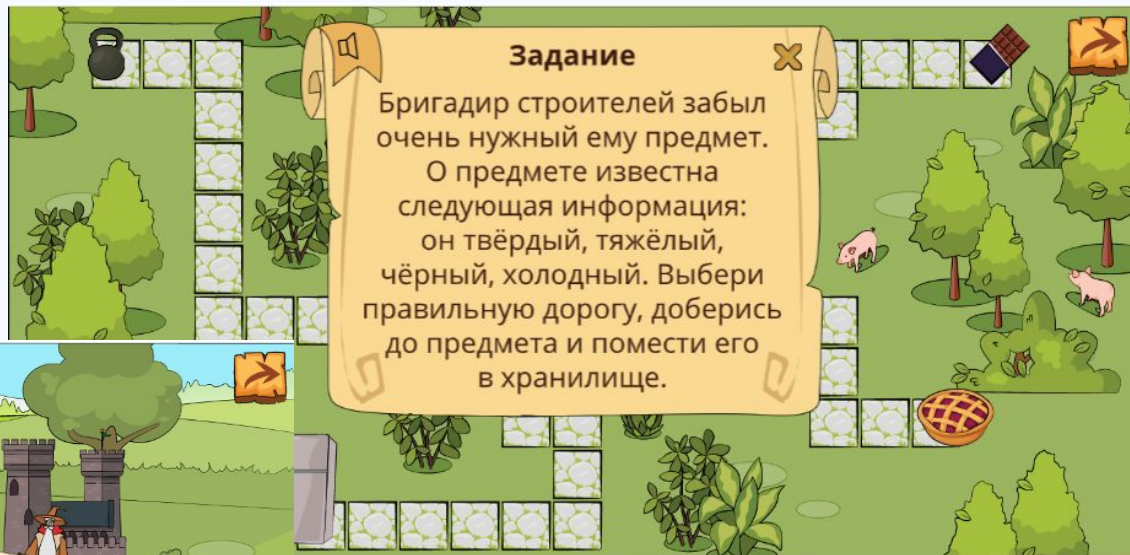 Задание
Бригадир строителей забыл
очень нужный ему предмет.
О предмете известна
следующая информация:
он твёрдый, тяжёлый,
чёрный, холодный. Выбери
правильную дорогу, доберись
до предмета и помести его
в хранилище.